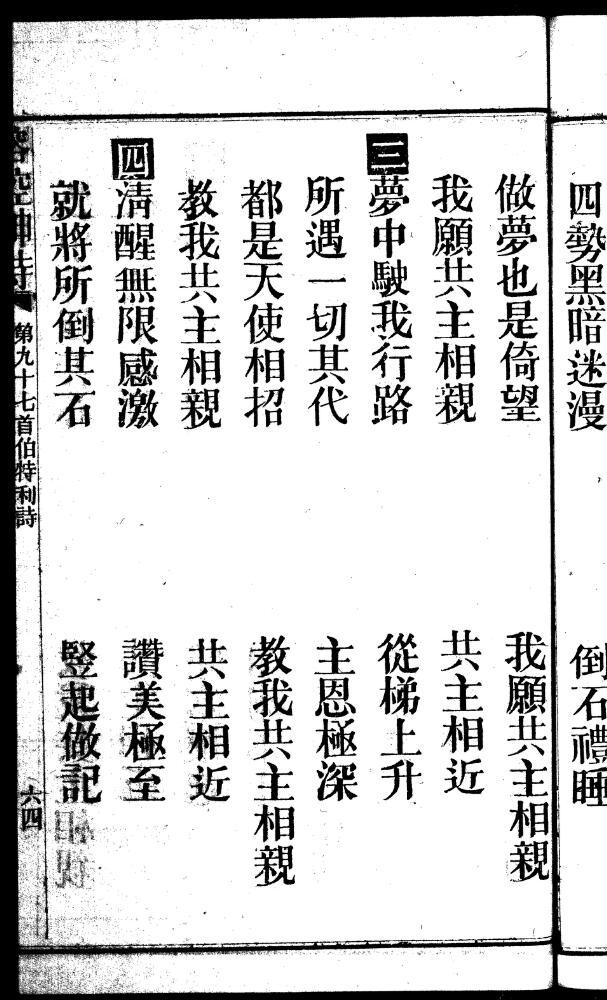 四勢黑暗迷漫 倒石禮睡
做夢也是倚望 我願共主相親
我願共主相親 共主相近
三 夢中駛我行路 從梯上升
所遇一切其代 主恩極深
都是天使相招 教我共主相親
教我共主相親 共主相近
四 清醒無限感激 讚美極至
就將所倒其石 竪起做記
第九十七首伯特利詩
六四